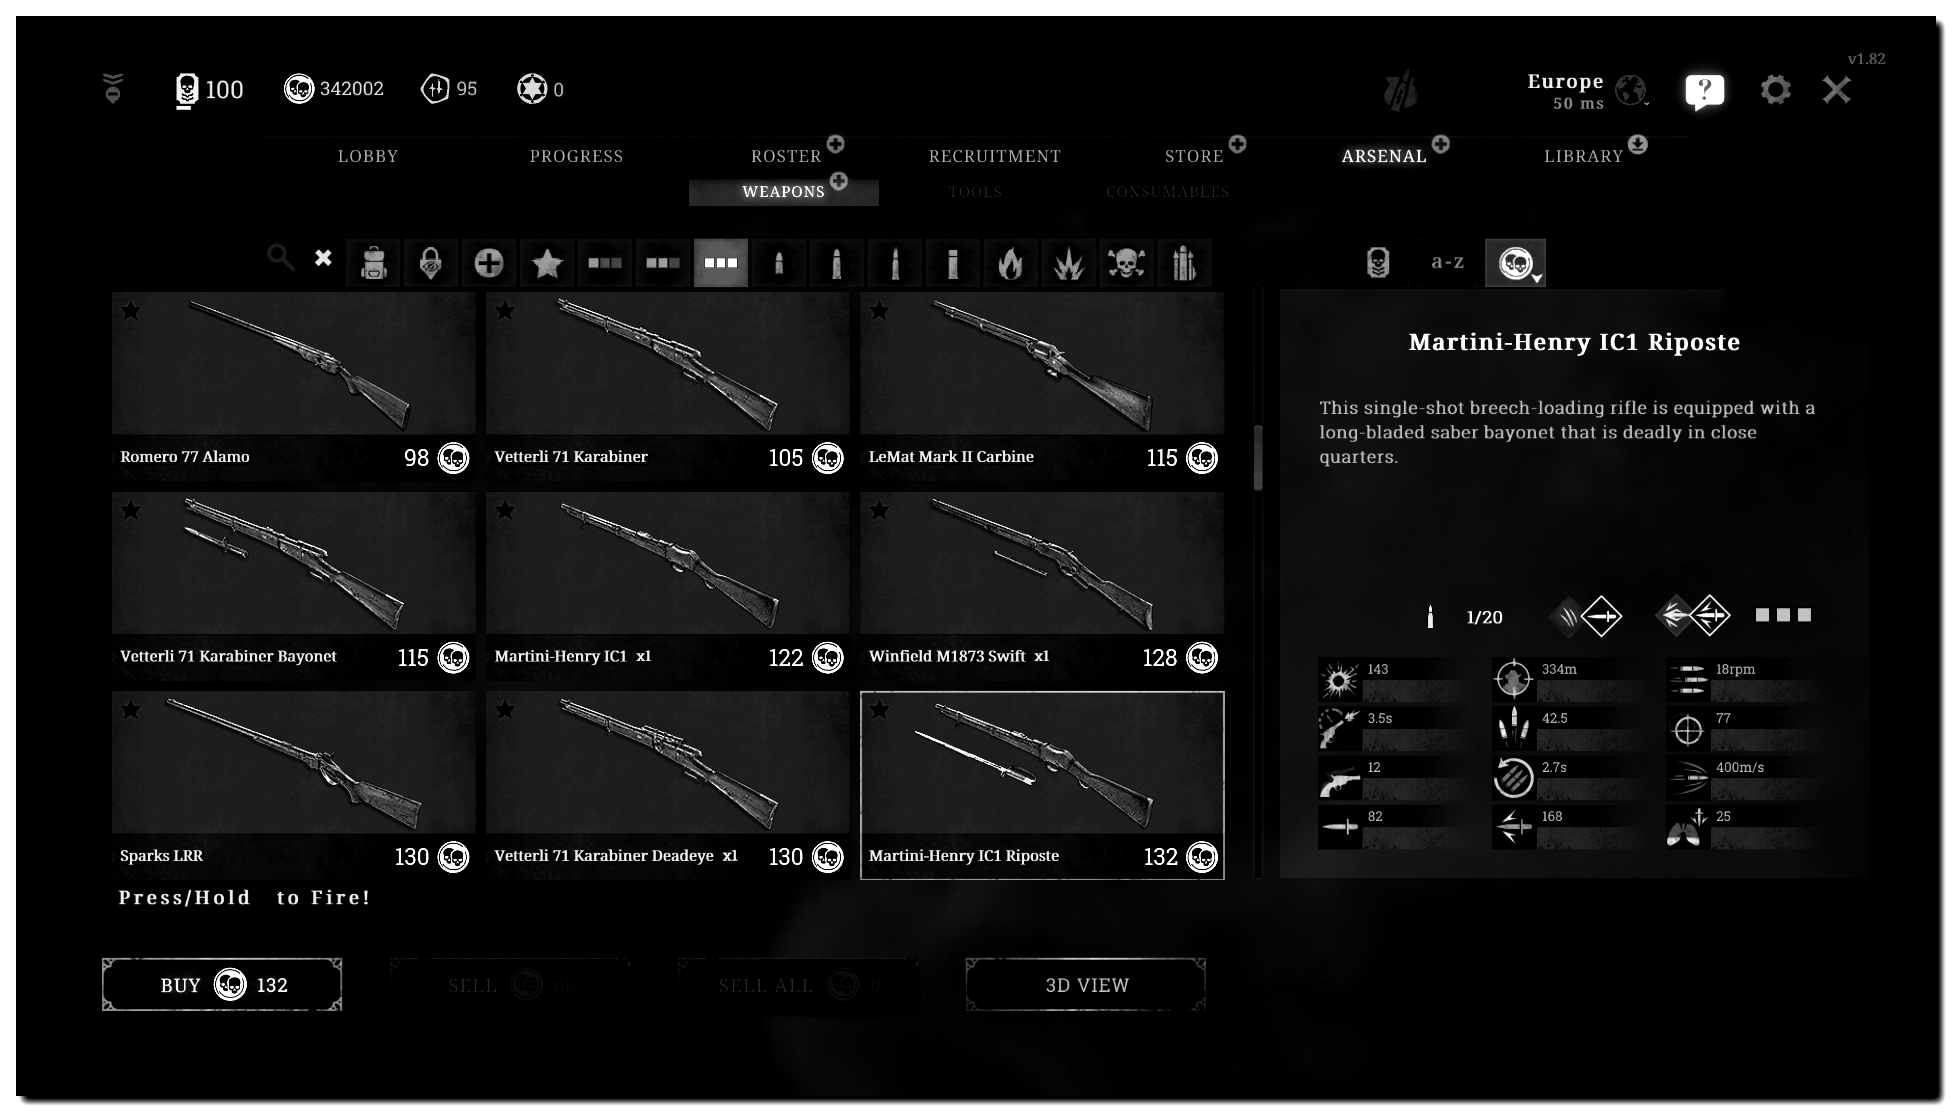 v1.82
100
342002
95
0
Europe
50 ms
?
LOBBY
PROGRESS
ROSTER
RECRUITMENT
STORE
ARSENAL
LIBRARY
WEAPONS
TOOLS
CONSUMABLES
a-z
Romero 77 Alamo 98
Vetterli 71 Karabiner 105
LeMat Mark II Carbine 115
Vetterli 71 Karabiner Bayonet 115
Martini-Henry IC1 x1 122
Winfield M1873 Swift x1 128
Sparks LRR 130
Vetterli 71 Karabiner Deadeye x1 130
Martini-Henry IC1 Riposte 132
Martini-Henry IC1 Riposte
This single-shot breech-loading rifle is equipped with a
long-bladed saber bayonet that is deadly in close
quarters.
1/20
143
334m
18rpm
3.5s
42.5
77
12
2.7s
400m/s
82
168
25
Press/Hold to Fire!
BUY 132
SELL 66
SELL ALL 0
3D VIEW